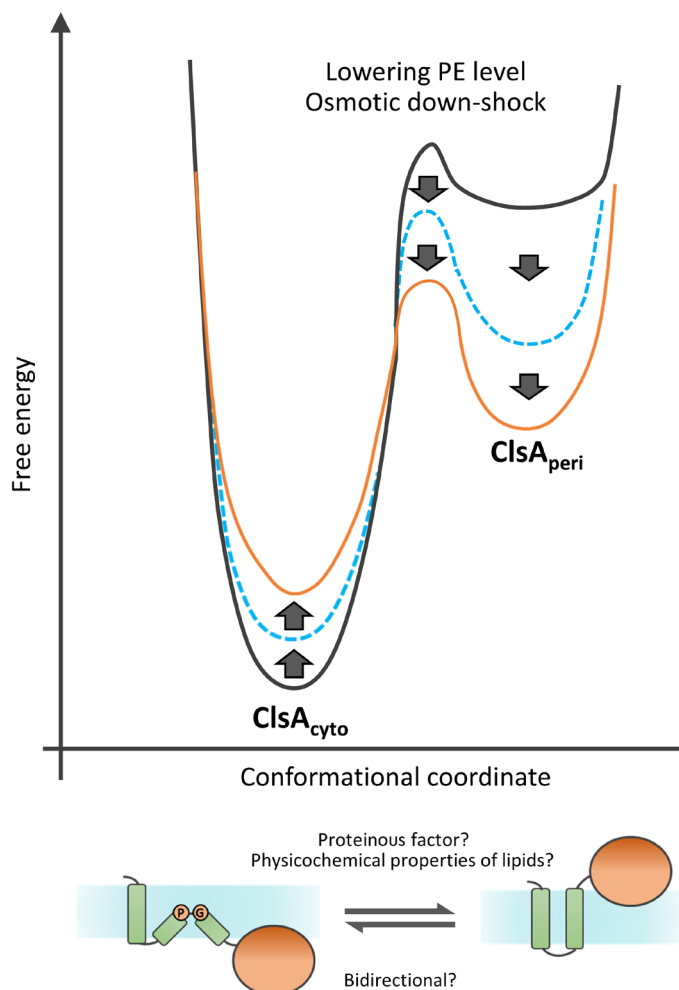 Lowering PE level
Osmotic down-shock
Free energy
ClsAperi
ClsAcyto
Conformational coordinate
Proteinous factor?
Physicochemical properties of lipids?
P G
Bidirectional?